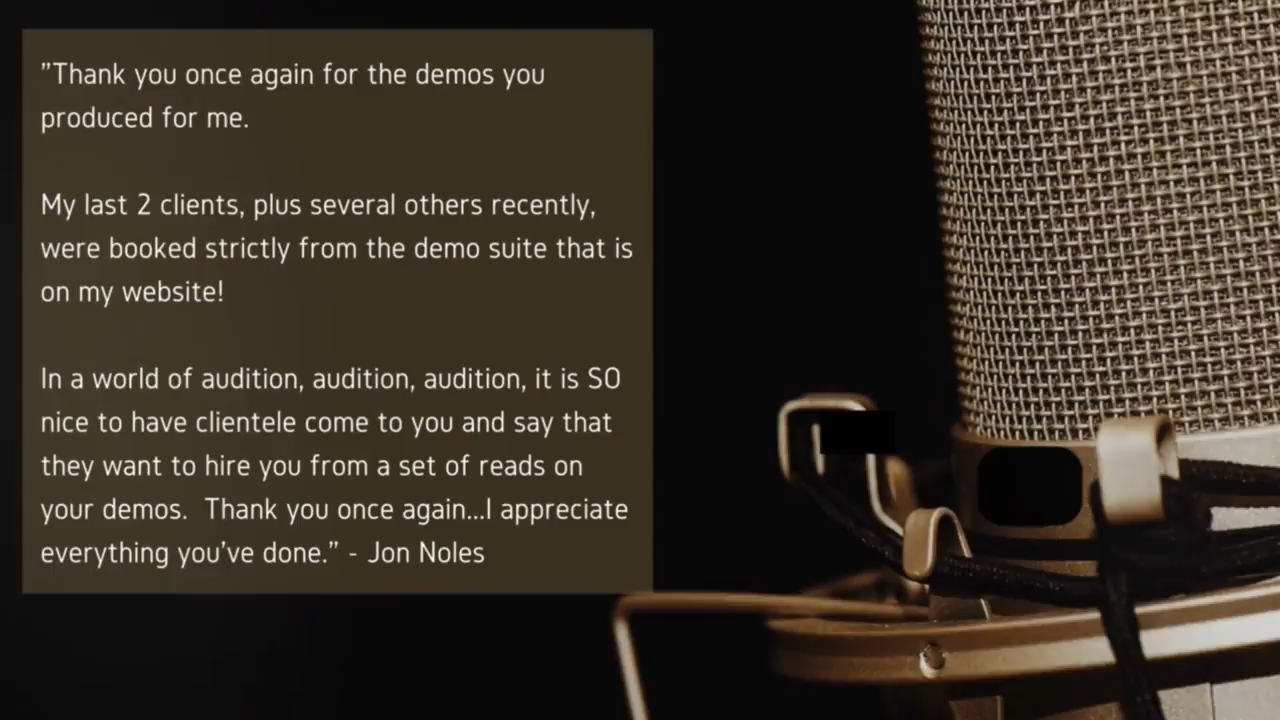 "Thank you once again for the demos you
produced for me.
My last 2 clients, plus several others recently,
were booked strictly from the demo suite that is
on my website!
In a world of audition, audition, audition, it is SO
nice to have clientele come to you and say that
they want to hire you from a set of reads on
your demos.  Thank you once again...I appreciate
everything you've done." - Jon Noles